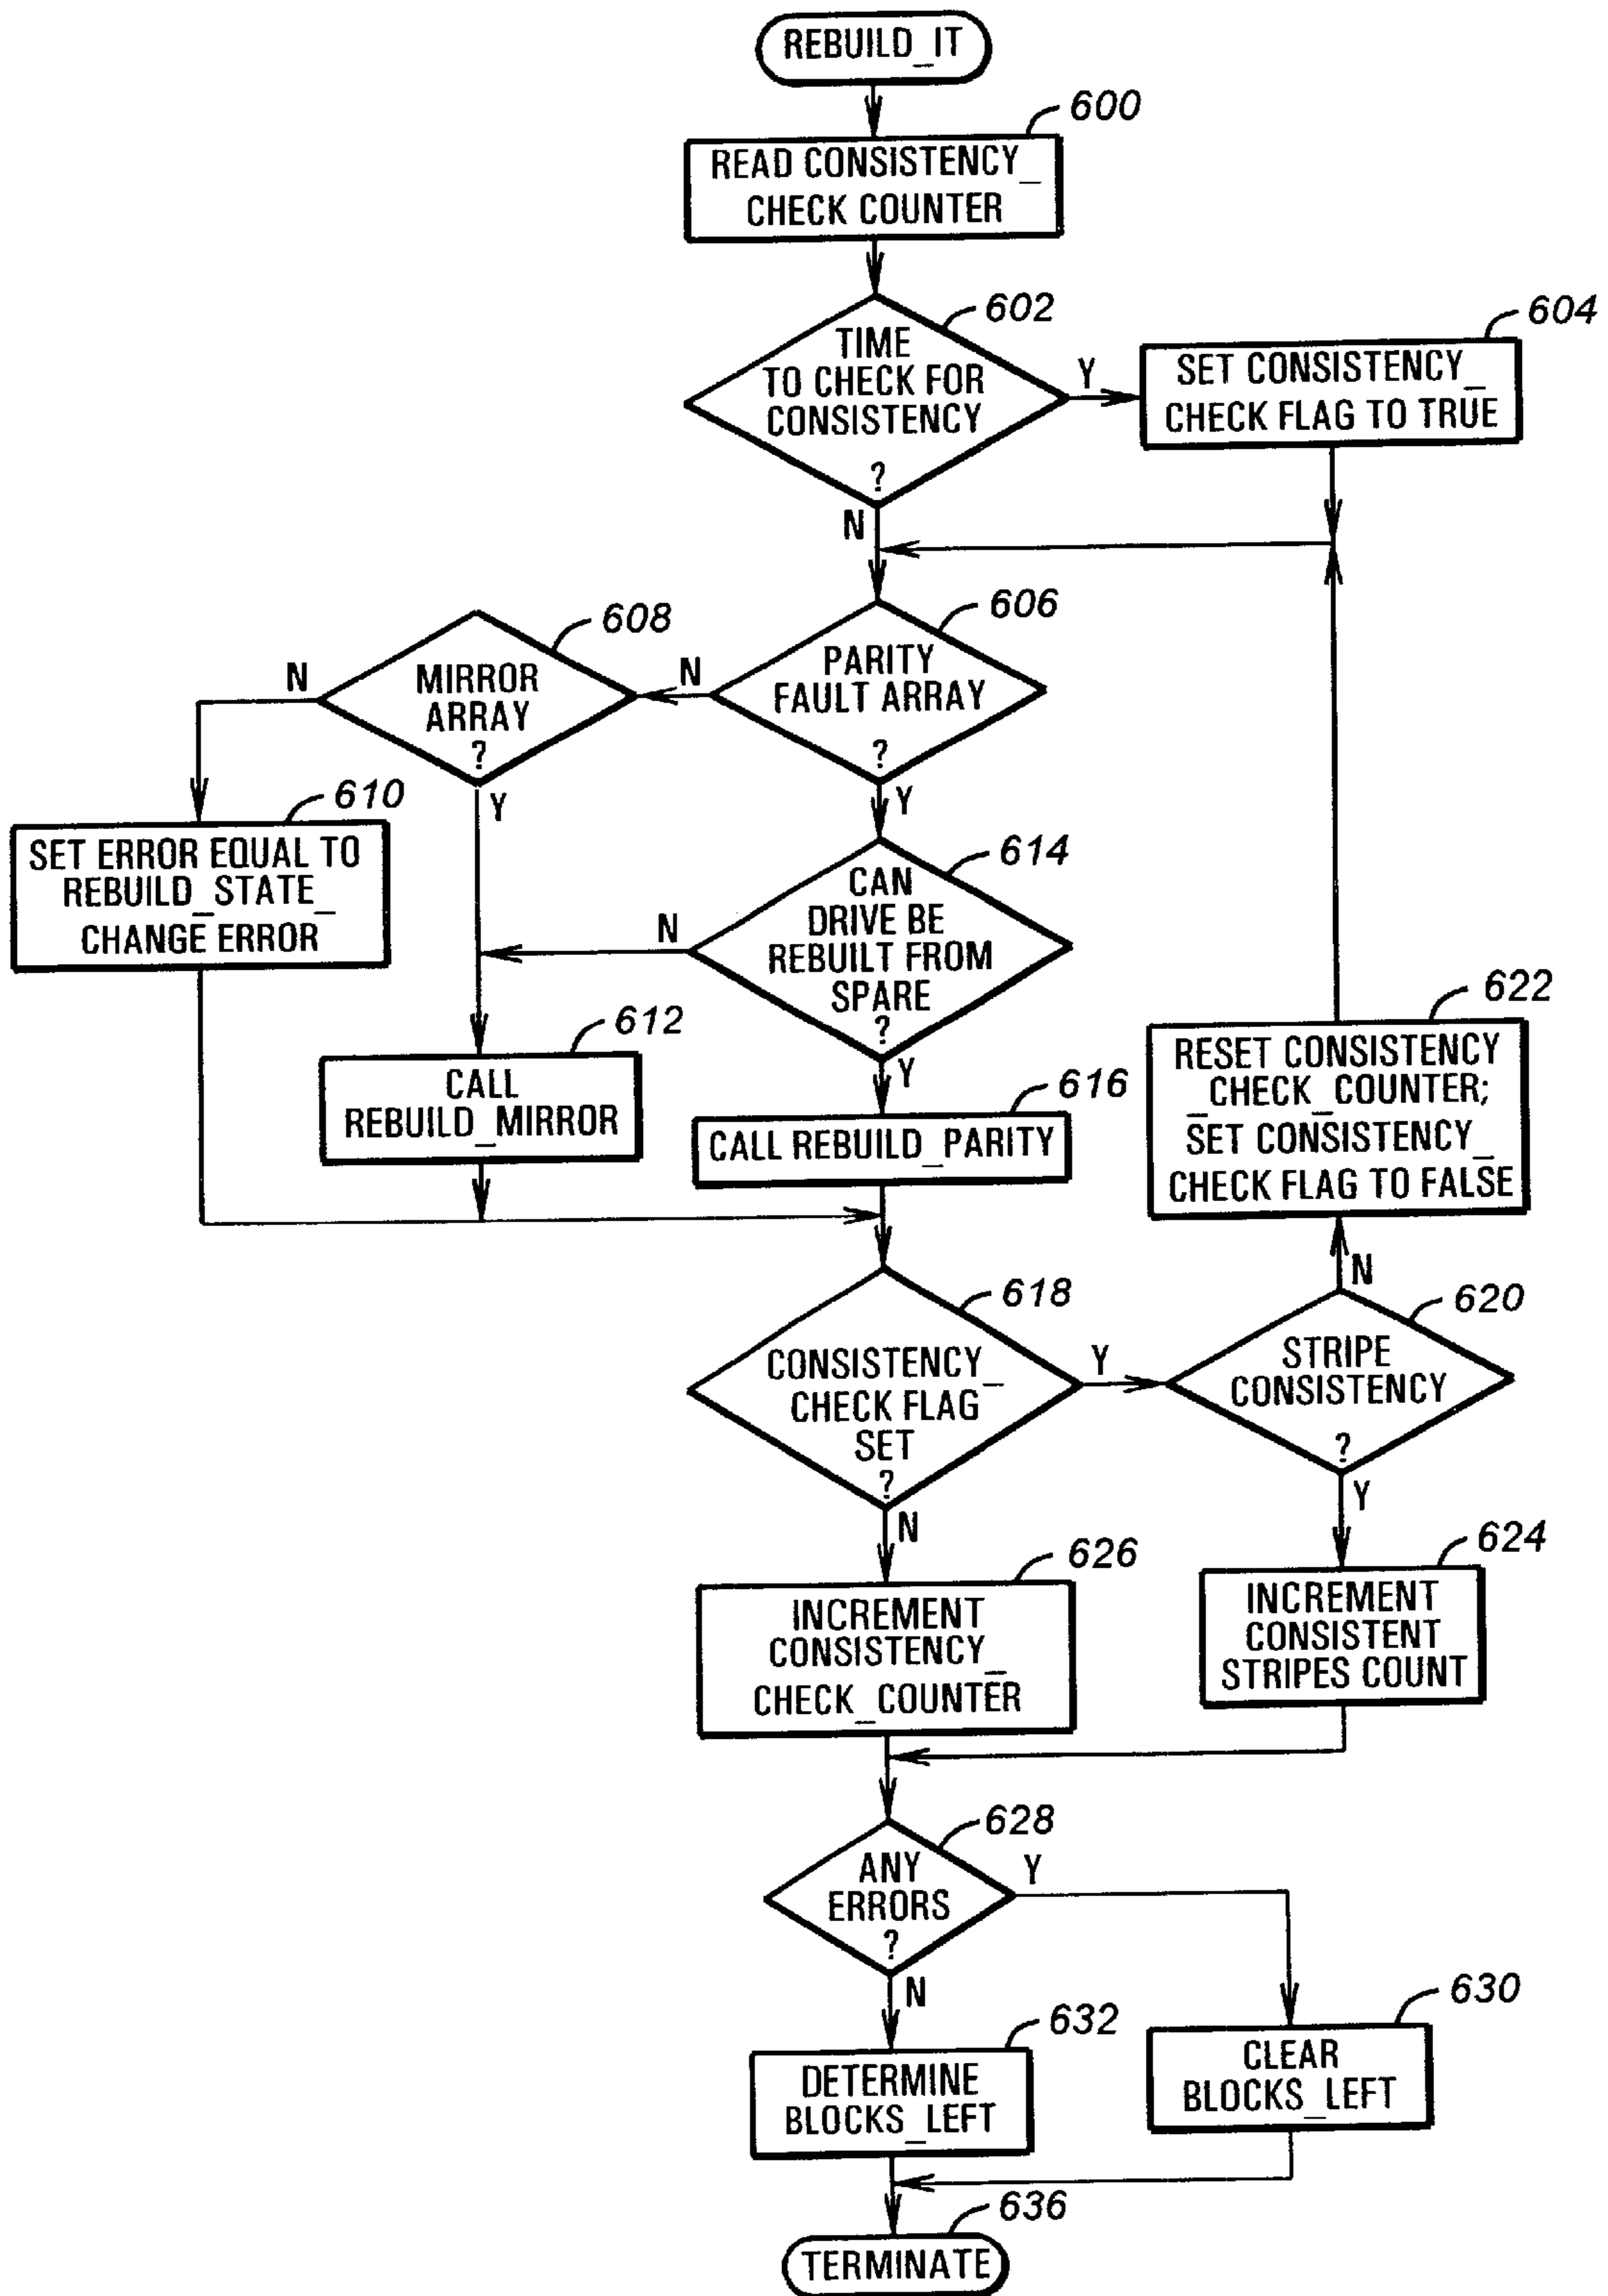 REBUILD_IT
600
READ CONSISTENCY_
CHECK COUNTER
602
TIME
TO CHECK FOR
CONSISTENCY
?
Y
N
604
SET CONSISTENCY_
CHECK FLAG TO TRUE
606
PARITY
FAULT ARRAY
?
N
Y
608
MIRROR
ARRAY
?
N
Y
610
SET ERROR EQUAL TO
REBUILD_STATE_
CHANGE ERROR
614
CAN
DRIVE BE
REBUILT FROM
SPARE
?
N
Y
612
CALL
REBUILD_MIRROR
616
CALL REBUILD_PARITY
622
RESET CONSISTENCY
_CHECK_COUNTER;
SET CONSISTENCY_
CHECK FLAG TO FALSE
618
CONSISTENCY_
CHECK FLAG
SET
?
Y
N
620
STRIPE
CONSISTENCY
?
N
Y
626
INCREMENT
CONSISTENCY_
CHECK_COUNTER
624
INCREMENT
CONSISTENT
STRIPES COUNT
628
ANY
ERRORS
?
Y
N
632
DETERMINE
BLOCKS_LEFT
630
CLEAR
BLOCKS_LEFT
636
TERMINATE